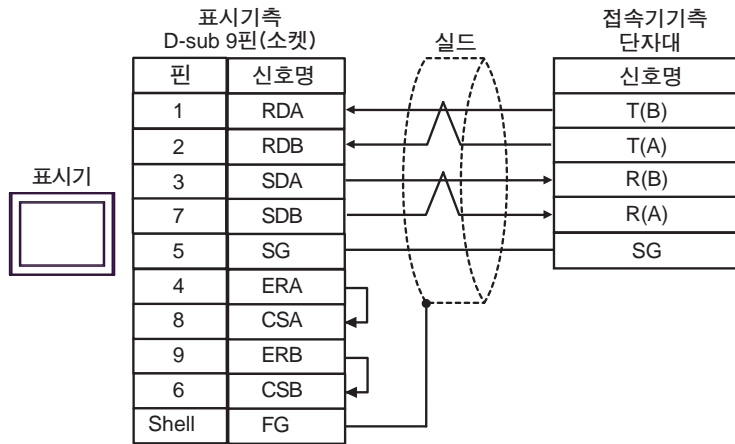 표시기측
D-sub 9핀(소켓)
실드
접속기기측
단자대
핀 신호명 신호명
1 RDA T(B)
2 RDB T(A)
표시기
3 SDA R(B)
7 SDB R(A)
5 SG SG
4 ERA
8 CSA
9 ERB
6 CSB
Shell FG